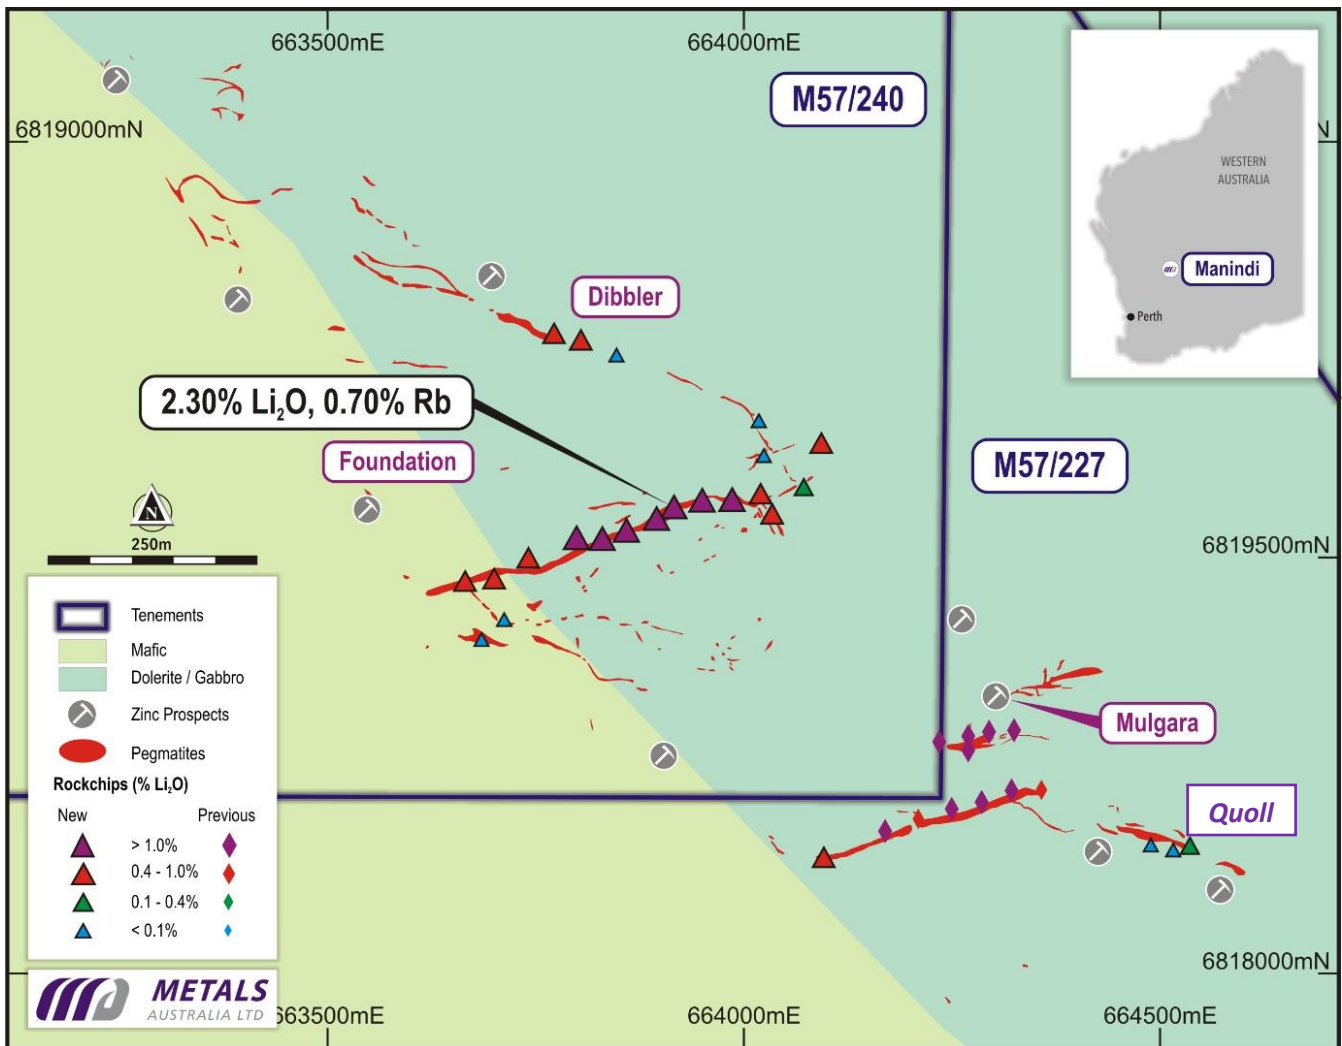 663500mE
664000mE
M57/240
6819000mN
N
WESTERN
AUSTRALIA
Manindi
Perth
Dibbler
2.30% Li₂O, 0.70% Rb
Foundation
M57/227
N
250m
6819500mN
Tenements
Mafic
Dolerite / Gabbro
Zinc Prospects
Pegmatites
Rockchips (% Li₂O)
New
Previous
> 1.0%
0.4 - 1.0%
0.1 - 0.4%
< 0.1%
Mulgara
Quoll
6818000mN
METALS
AUSTRALIA LTD
663500mE
664000mE
664500mE